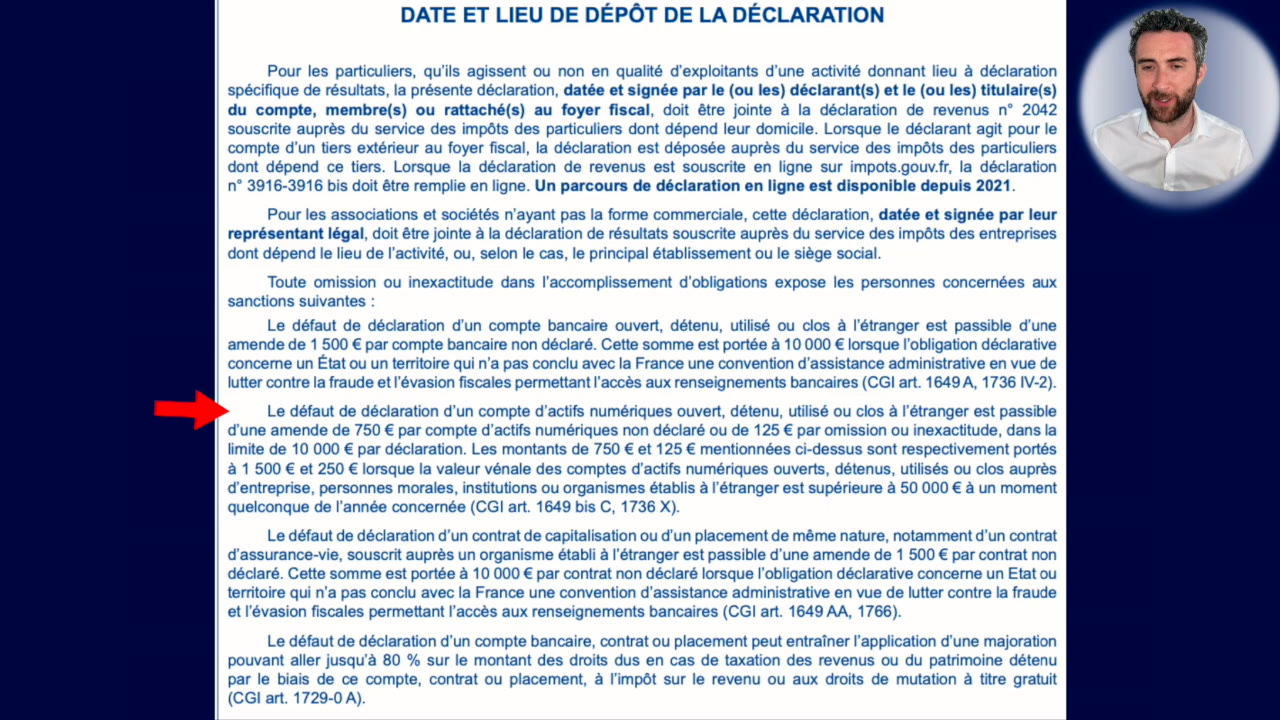 DATE ET LIEU DE DÉPÔT DE LA DÉCLARATION
Pour les particuliers, qu’ils agissent ou non en qualité d’exploitants d’une activité donnant lieu à déclaration
spécifique de résultats, la présente déclaration, datée et signée par le (ou les) déclarant(s) et le (ou les) titulaire(s)
du compte, membre(s) ou rattaché(s) au foyer fiscal, doit être jointe à la déclaration de revenus n° 2042
souscrite auprès du service des impôts des particuliers dont dépend leur domicile. Lorsque le déclarant agit pour le
compte d’un tiers extérieur au foyer fiscal, la déclaration est déposée auprès du service des impôts des particuliers
dont dépend ce tiers. Lorsque la déclaration de revenus est souscrite en ligne sur impots.gouv.fr, la déclaration
n° 3916-3916 bis doit être remplie en ligne. Un parcours de déclaration en ligne est disponible depuis 2021.
Pour les associations et sociétés n’ayant pas la forme commerciale, cette déclaration, datée et signée par leur
représentant légal, doit être jointe à la déclaration de résultats souscrite auprès du service des impôts des entreprises
dont dépend le lieu de l’activité, ou, selon le cas, le principal établissement ou le siège social.
Toute omission ou inexactitude dans l’accomplissement d’obligations expose les personnes concernées aux
sanctions suivantes :
Le défaut de déclaration d’un compte bancaire ouvert, détenu, utilisé ou clos à l’étranger est passible d’une
amende de 1 500 € par compte bancaire non déclaré. Cette somme est portée à 10 000 € lorsque l’obligation déclarative
concerne un État ou un territoire qui n’a pas conclu avec la France une convention d’assistance administrative en vue de
lutter contre la fraude et l’évasion fiscales permettant l’accès aux renseignements bancaires (CGI art. 1649 A, 1736 IV-2).
Le défaut de déclaration d’un compte d’actifs numériques ouvert, détenu, utilisé ou clos à l’étranger est passible
d’une amende de 750 € par compte d’actifs numériques non déclaré ou de 125 € par omission ou inexactitude, dans la
limite de 10 000 € par déclaration. Les montants de 750 € et 125 € mentionnées ci-dessus sont respectivement portés
à 1 500 € et 250 € lorsque la valeur vénale des comptes d’actifs numériques ouverts, détenus, utilisés ou clos auprès
d’entreprise, personnes morales, institutions ou organismes établis à l’étranger est supérieure à 50 000 € à un moment
quelconque de l’année concernée (CGI art. 1649 bis C, 1736 X).
Le défaut de déclaration d’un contrat de capitalisation ou d’un placement de même nature, notamment d’un contrat
d’assurance-vie, souscrit auprès un organisme établi à l’étranger est passible d’une amende de 1 500 € par contrat non
déclaré. Cette somme est portée à 10 000 € par contrat non déclaré lorsque l’obligation déclarative concerne un Etat ou
territoire qui n’a pas conclu avec la France une convention d’assistance administrative en vue de lutter contre la fraude
et l’évasion fiscales permettant l’accès aux renseignements bancaires (CGI art. 1649 AA, 1766).
Le défaut de déclaration d’un compte bancaire, contrat ou placement peut entraîner l’application d’une majoration
pouvant aller jusqu’à 80 % sur le montant des droits dus en cas de taxation des revenus ou du patrimoine détenu
par le biais de ce compte, contrat ou placement, à l’impôt sur le revenu ou aux droits de mutation à titre gratuit
(CGI art. 1729-0 A).